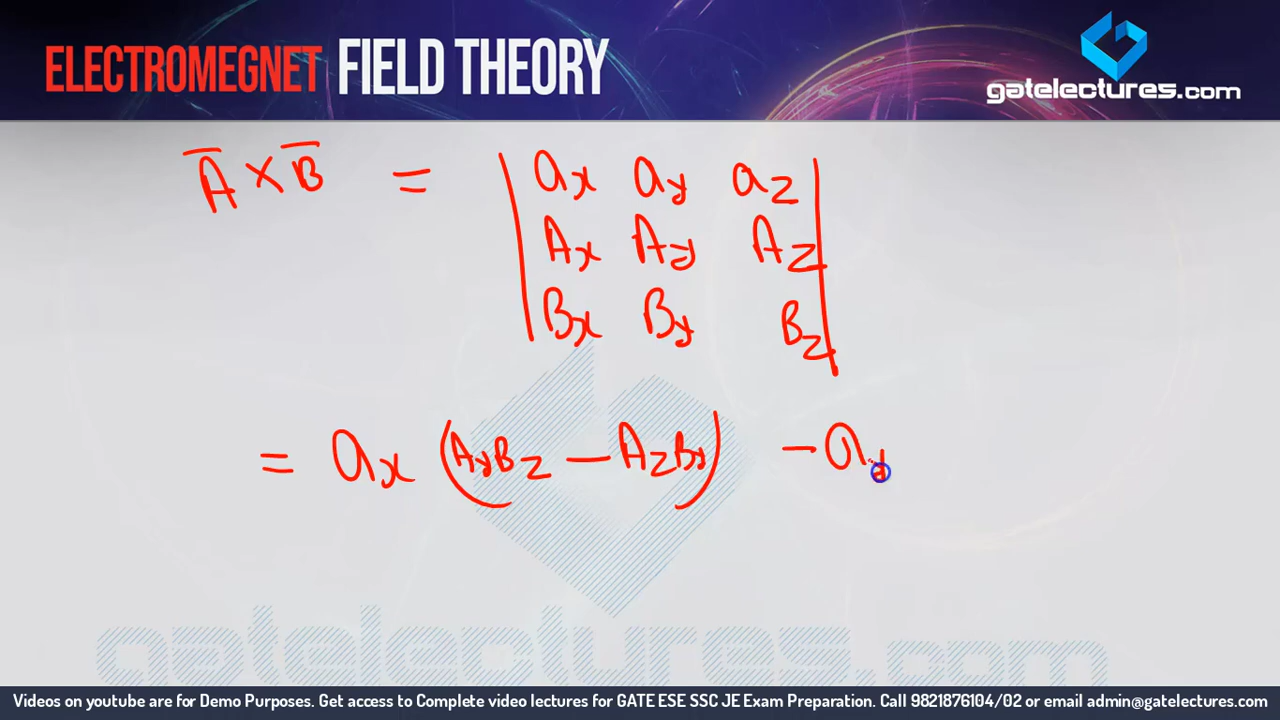 ELECTROMEGNET FIELD THEORY
gatelectures.com
A̅ × B̅ = | ax ay az |
| Ax Ay Az |
| Bx By Bz |
= ax (AyBz – AzBy) – ay
gatelectures.com
Videos on youtube are for Demo Purposes. Get access to Complete video lectures for GATE ESE SSC JE Exam Preparation. Call 9821876104/02 or email admin@gatelectures.com